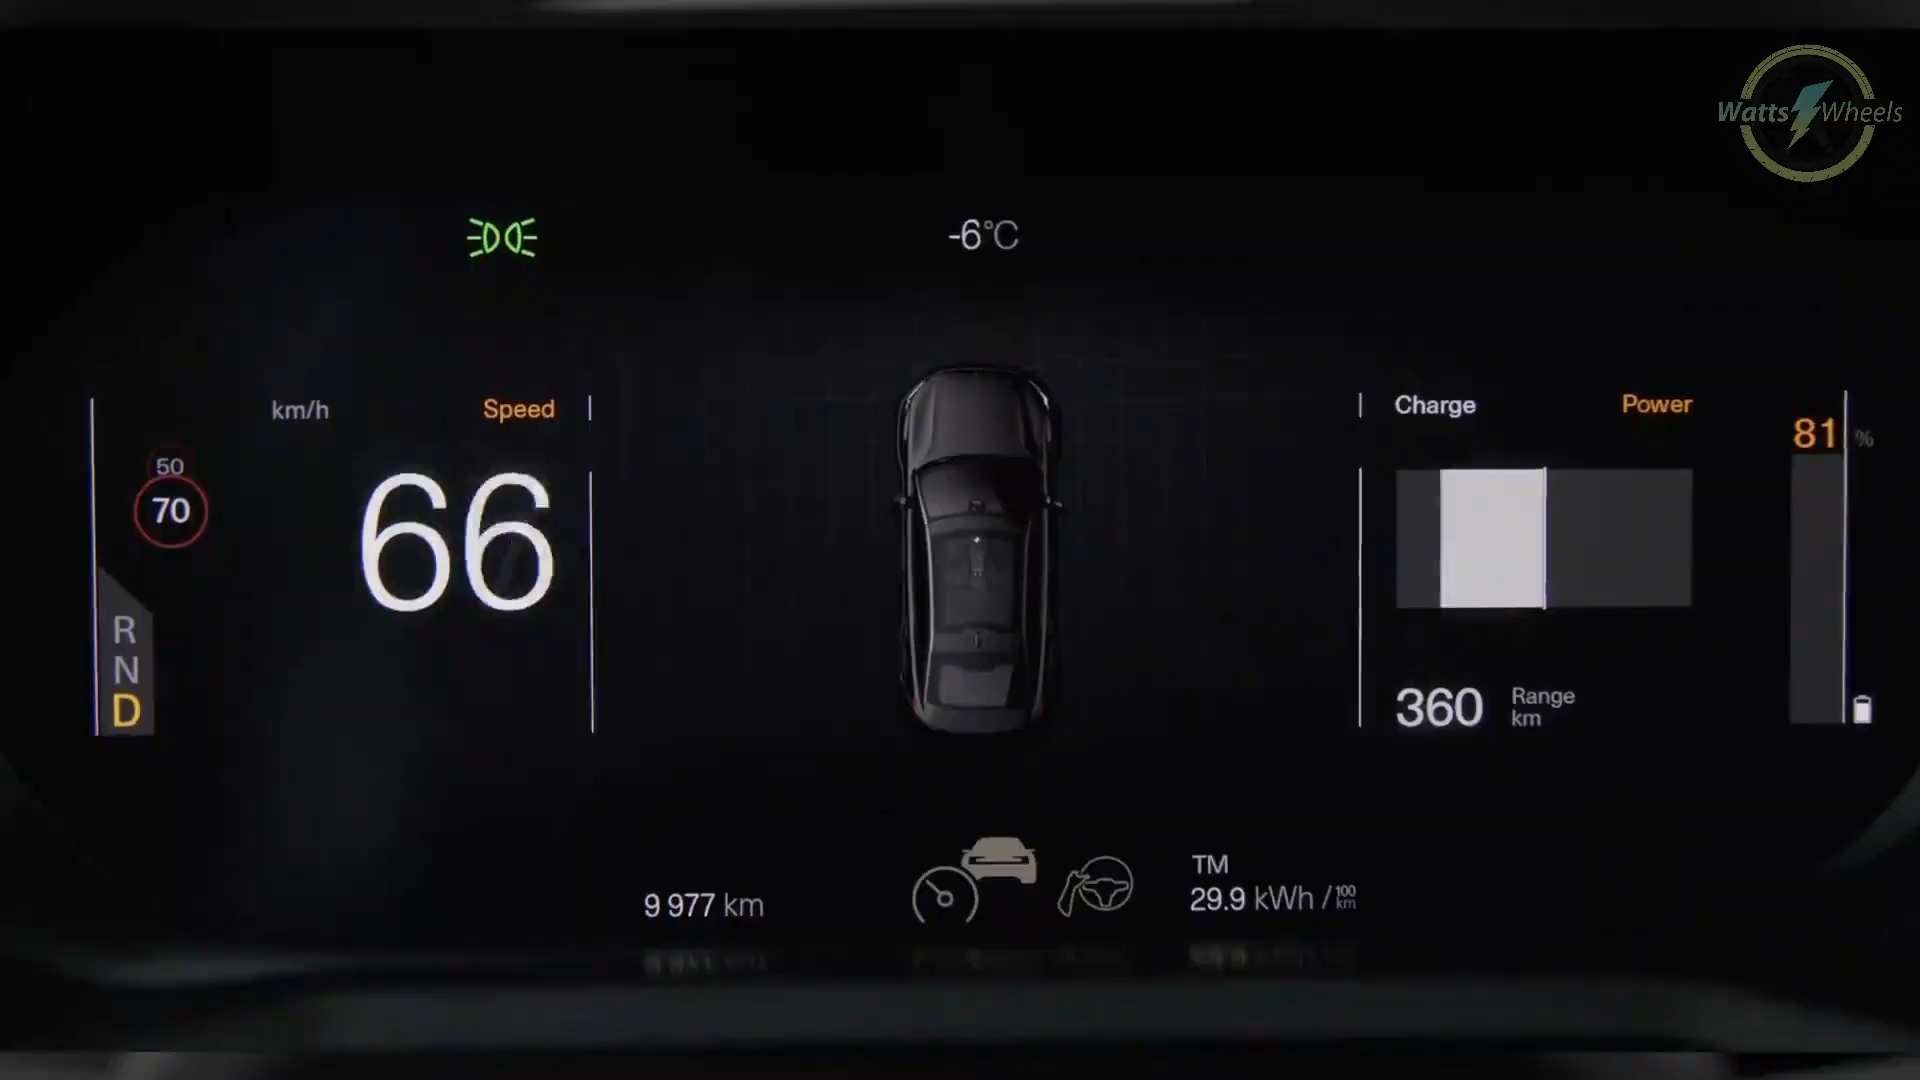 Watts Wheels
-6°C
km/h Speed
50
70
66
R
N
D
Charge Power
81 %
360 Range km
9 977 km
TM
29.9 kWh / 100 km